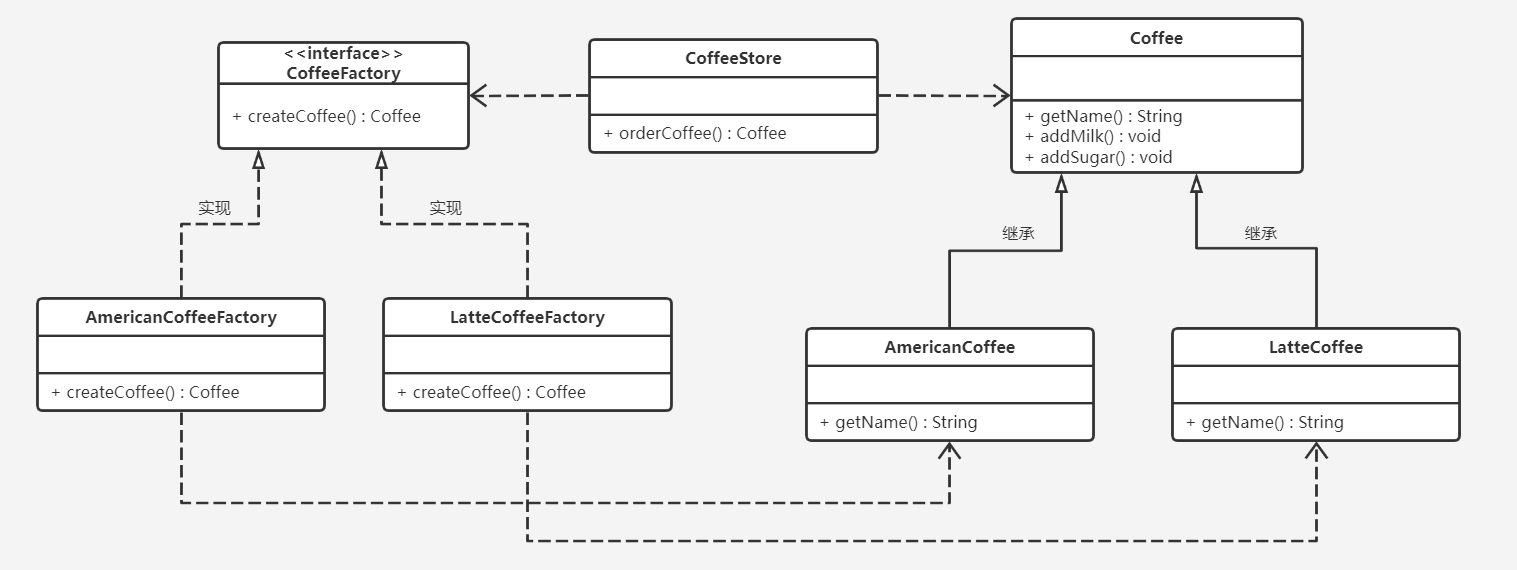 <<interface>>
CoffeeFactory
+ createCoffee() : Coffee
CoffeeStore
+ orderCoffee() : Coffee
Coffee
+ getName() : String
+ addMilk() : void
+ addSugar() : void
实现
实现
继承
继承
AmericanCoffeeFactory
+ createCoffee() : Coffee
LatteCoffeeFactory
+ createCoffee() : Coffee
AmericanCoffee
+ getName() : String
LatteCoffee
+ getName() : String